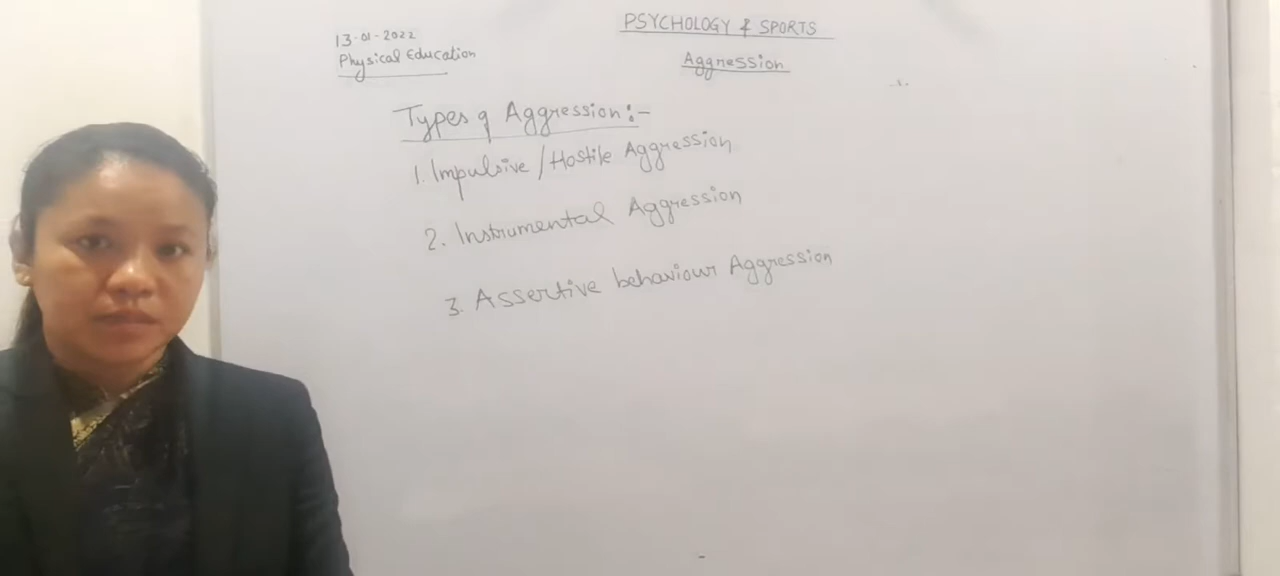 13-01-2022
Physical Education
PSYCHOLOGY & SPORTS
Aggression
Types of Aggression:-
1. Impulsive/Hostile Aggression
2. Instrumental Aggression
3. Assertive behaviour Aggression